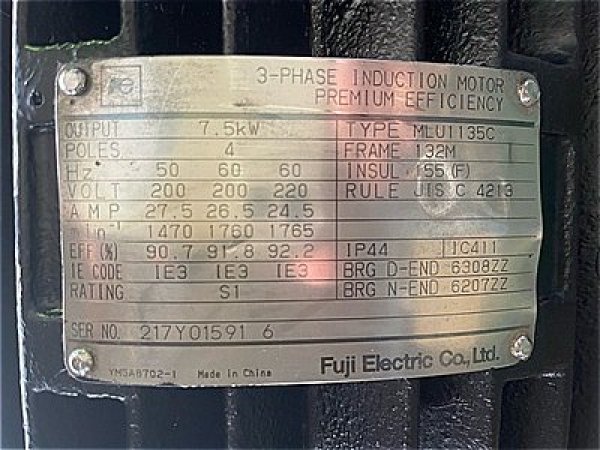 3-PHASE INDUCTION MOTOR
PREMIUM EFFICIENCY
OUTPUT 7.5kW TYPE MLU1135C
POLES 4 FRAME 132M
Hz 50 60 60 INSUL 155(F)
VOLT 200 200 220 RULE JIS C 4213
AMP 27.5 26.5 24.5
min⁻¹ 1470 1760 1765
EFF(%) 90.7 91.8 92.2 IP44 IC411
IE CODE IE3 IE3 IE3 BRG D-END 6308ZZ
RATING S1 BRG N-END 6207ZZ
SER NO. 217Y01591 6
YMSA8702-1 Made in China Fuji Electric Co.,Ltd.